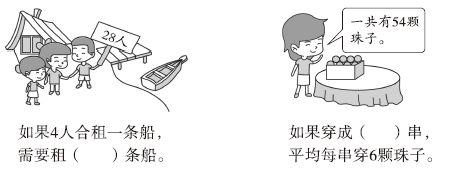 28人
一共有54颗
珠子。
如果4人合租一条船，
需要租（　　）条船。
如果穿成（　　）串，
平均每串穿6颗珠子。